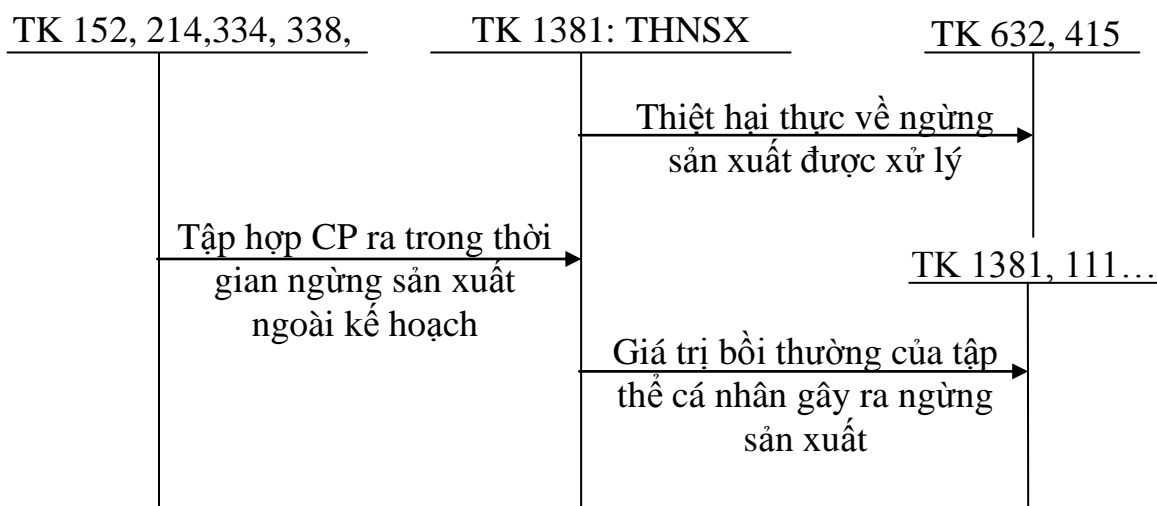 TK 152, 214,334, 338,
TK 1381: THNSX
TK 632, 415
Thiệt hại thực về ngừng
sản xuất được xử lý
Tập hợp CP ra trong thời
gian ngừng sản xuất
ngoài kế hoạch
TK 1381, 111…
Giá trị bồi thường của tập
thể cá nhân gây ra ngừng
sản xuất